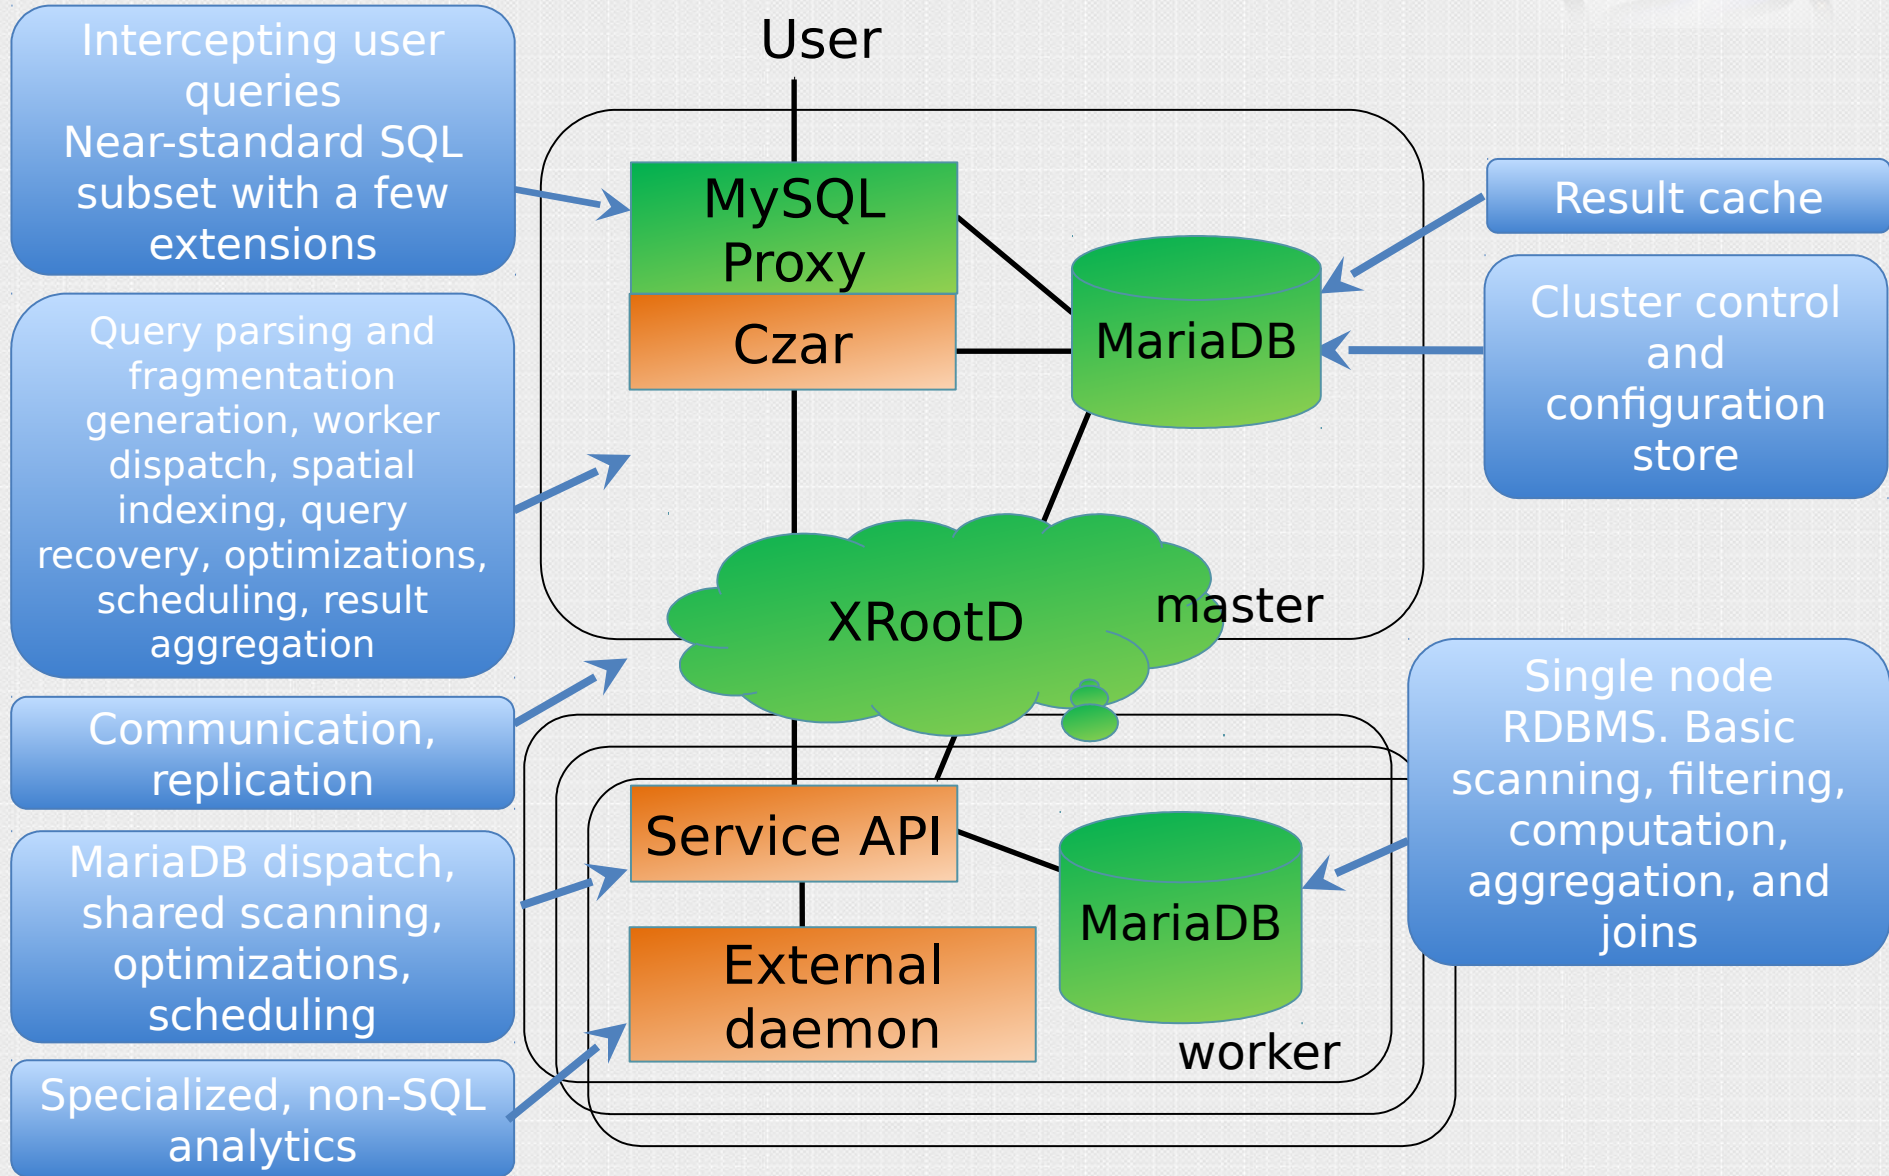 Intercepting user
queries
Near-standard SQL
subset with a few
extensions
Query parsing and
fragmentation
generation, worker
dispatch, spatial
indexing, query
recovery, optimizations,
scheduling, result
aggregation
Communication,
replication
MariaDB dispatch,
shared scanning,
optimizations,
scheduling
Specialized, non-SQL
analytics
User
MySQL
Proxy
Czar
MariaDB
XRootD
master
Service API
External
daemon
MariaDB
worker
Result cache
Cluster control
and
configuration
store
Single node
RDBMS. Basic
scanning, filtering,
computation,
aggregation, and
joins